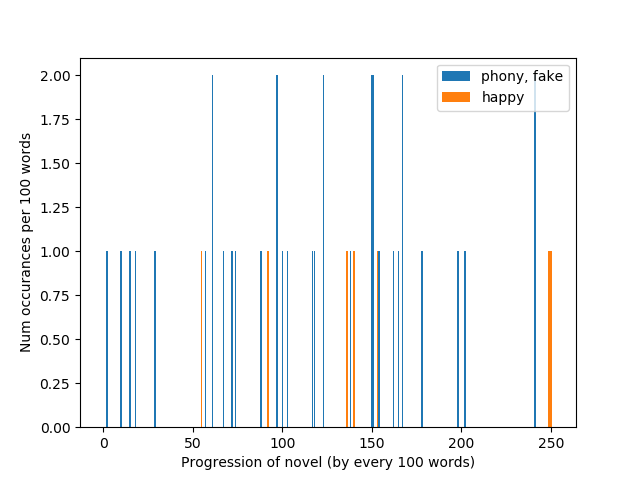 phony, fake
happy
2.00
1.75
1.50
1.25
1.00
0.75
0.50
0.25
0.00
Num occurances per 100 words
0 50 100 150 200 250
Progression of novel (by every 100 words)